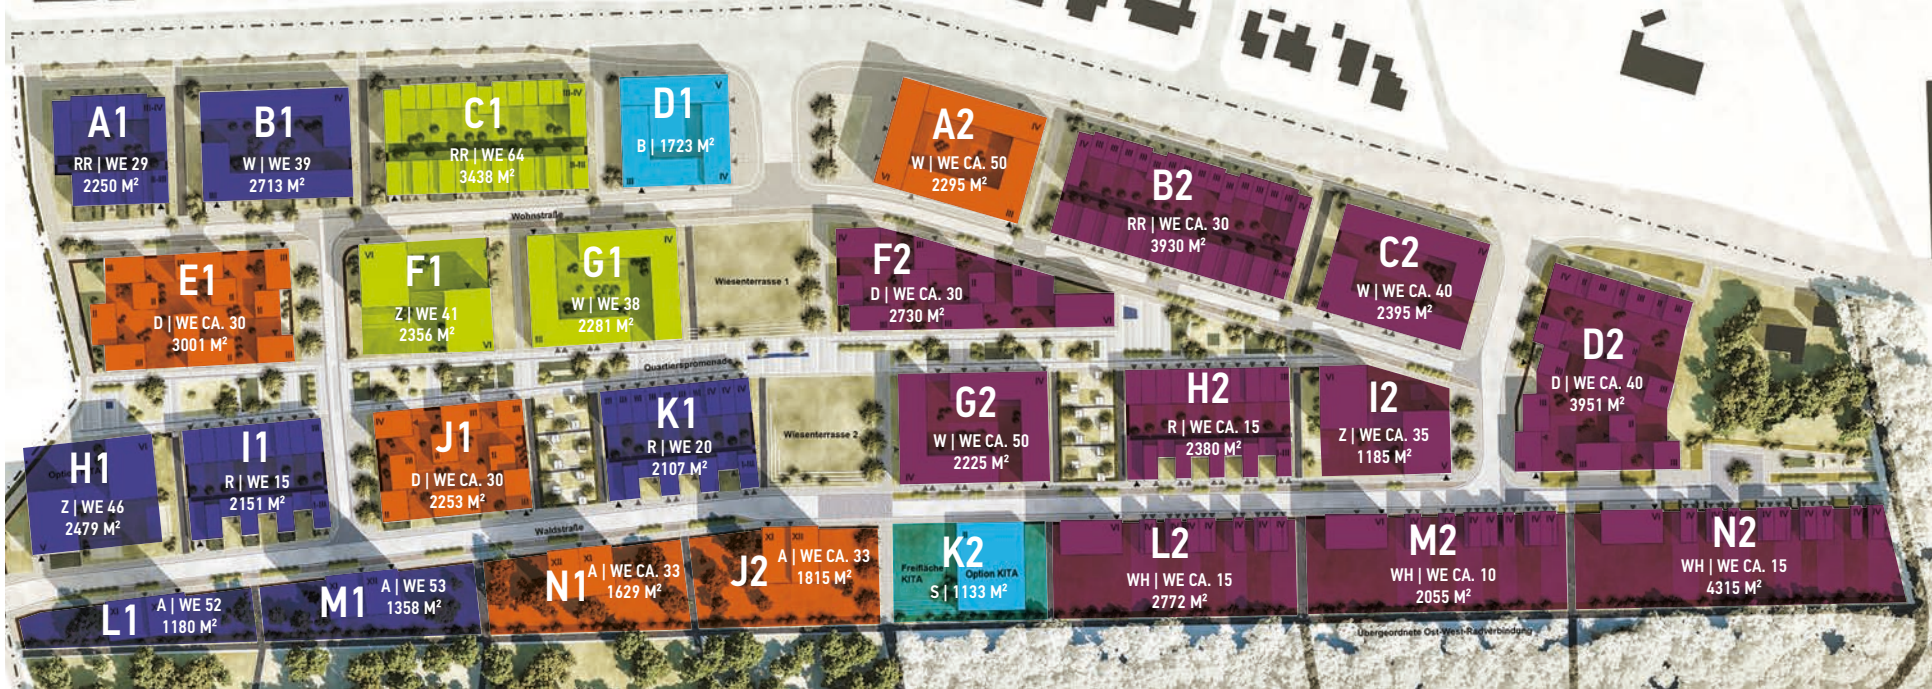 A1
RR | WE 29
2250 M²
B1
W | WE 39
2713 M²
C1
RR | WE 64
3438 M²
D1
B | 1723 M²
A2
W | WE CA. 50
2295 M²
B2
RR | WE CA. 30
3930 M²
C2
W | WE CA. 40
2395 M²
D2
D | WE CA. 40
3951 M²
Wohnstraße
E1
D | WE CA. 30
3001 M²
F1
Z | WE 41
2356 M²
G1
W | WE 38
2281 M²
Wiesenterrasse 1
F2
D | WE CA. 30
2730 M²
Quartierspromenade
H1
Z | WE 46
2479 M²
I1
R | WE 15
2151 M²
J1
D | WE CA. 30
2253 M²
K1
R | WE 20
2107 M²
Wiesenterrasse 2
G2
W | WE CA. 50
2225 M²
H2
R | WE CA. 15
2380 M²
I2
Z | WE CA. 35
1185 M²
Waldstraße
L1
A | WE 52
1180 M²
M1
A | WE 53
1358 M²
N1
A | WE CA. 33
1629 M²
J2
A | WE CA. 33
1815 M²
K2
Freifläche
KITA
Option KITA
S | 1133 M²
L2
WH | WE CA. 15
2772 M²
M2
WH | WE CA. 10
2055 M²
N2
WH | WE CA. 15
4315 M²
Übergeordnete Ost-West-Radverbindung